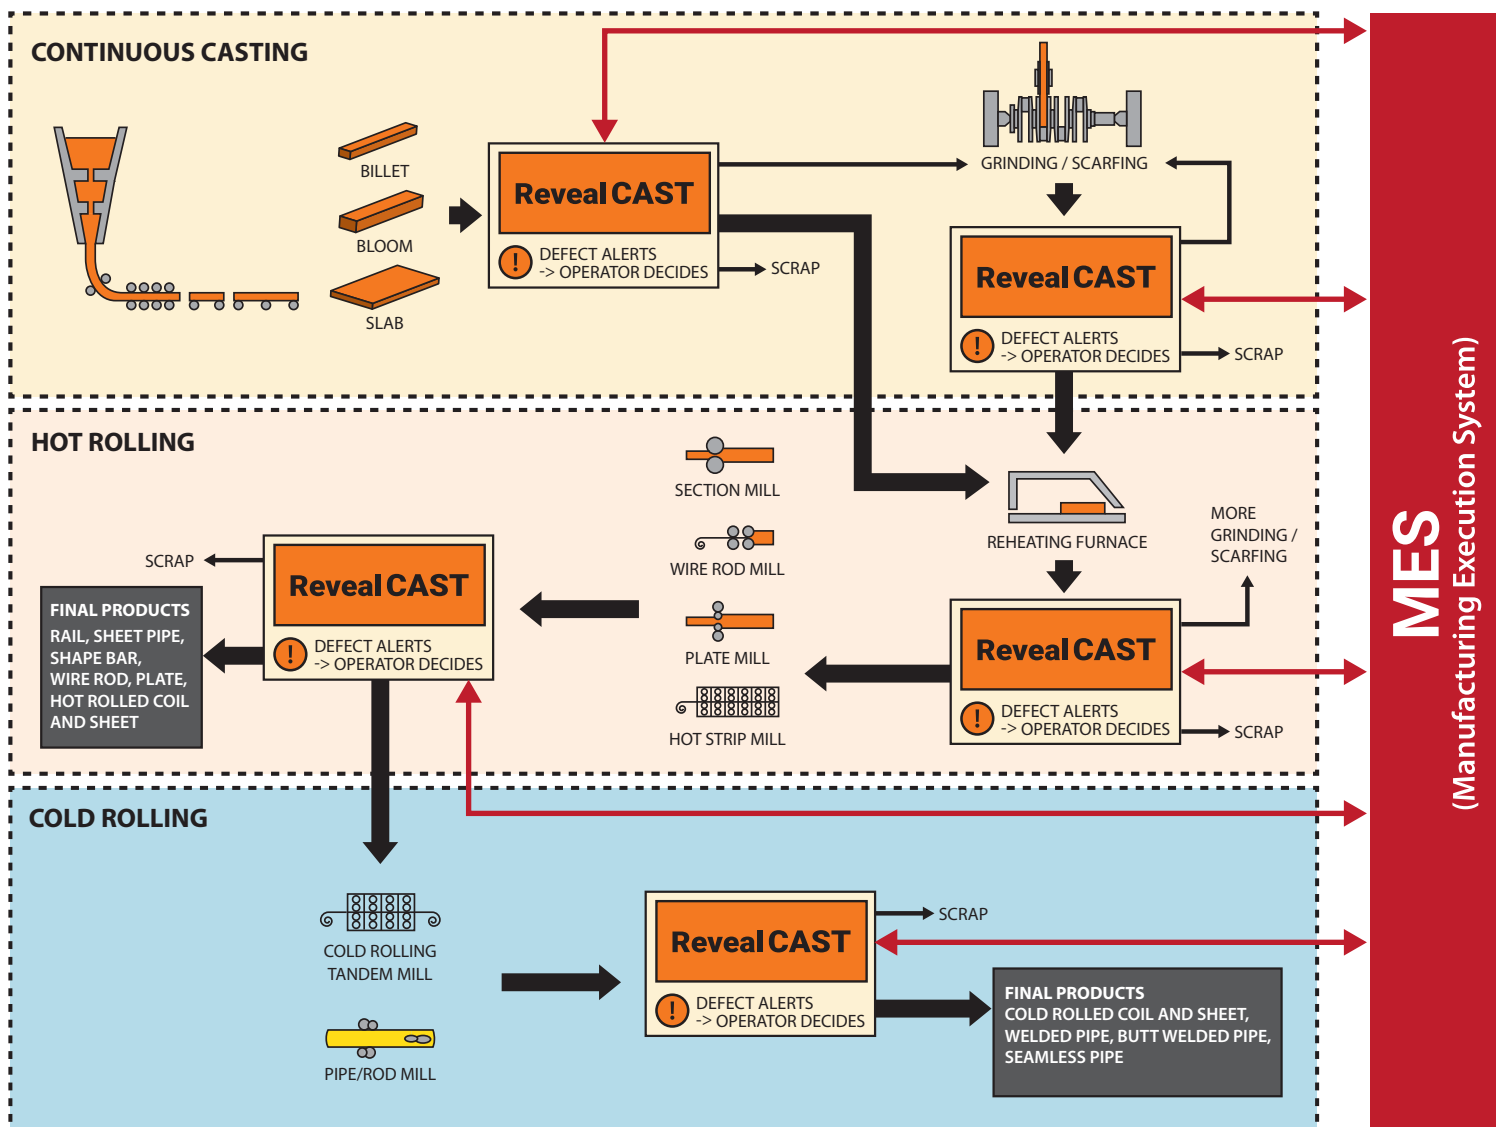 CONTINUOUS CASTING
BILLET
BLOOM
SLAB
Reveal CAST
! DEFECT ALERTS
-> OPERATOR DECIDES
SCRAP
GRINDING / SCARFING
Reveal CAST
! DEFECT ALERTS
-> OPERATOR DECIDES
SCRAP
HOT ROLLING
REHEATING FURNACE
MORE
GRINDING /
SCARFING
Reveal CAST
! DEFECT ALERTS
-> OPERATOR DECIDES
SCRAP
SECTION MILL
WIRE ROD MILL
PLATE MILL
HOT STRIP MILL
Reveal CAST
! DEFECT ALERTS
-> OPERATOR DECIDES
SCRAP
FINAL PRODUCTS
RAIL, SHEET PIPE,
SHAPE BAR,
WIRE ROD, PLATE,
HOT ROLLED COIL
AND SHEET
COLD ROLLING
COLD ROLLING
TANDEM MILL
PIPE/ROD MILL
Reveal CAST
! DEFECT ALERTS
-> OPERATOR DECIDES
SCRAP
FINAL PRODUCTS
COLD ROLLED COIL AND SHEET,
WELDED PIPE, BUTT WELDED PIPE,
SEAMLESS PIPE
MES
(Manufacturing Execution System)